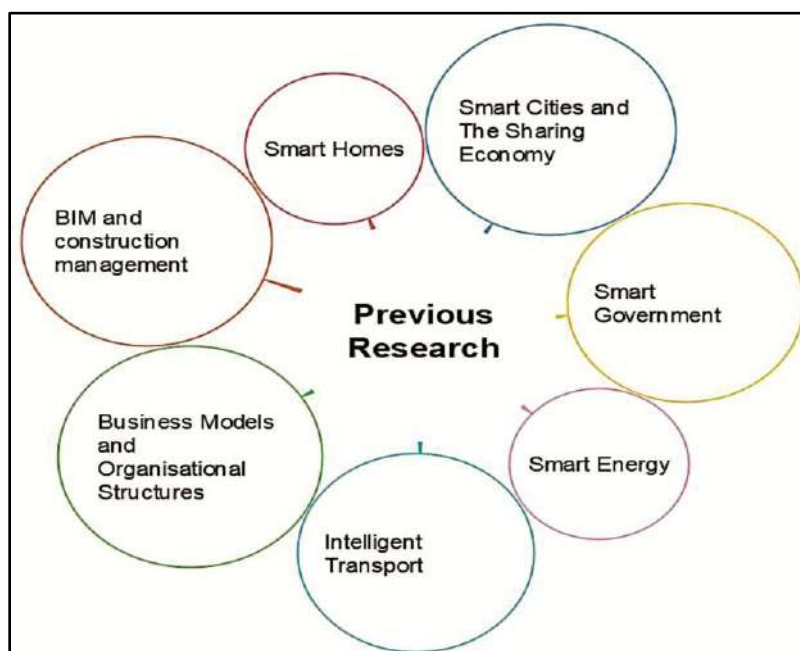 Smart Homes
Smart Cities and
The Sharing
Economy
BIM and
construction
management
Smart
Government
Previous
Research
Business Models
and
Organisational
Structures
Smart Energy
Intelligent
Transport